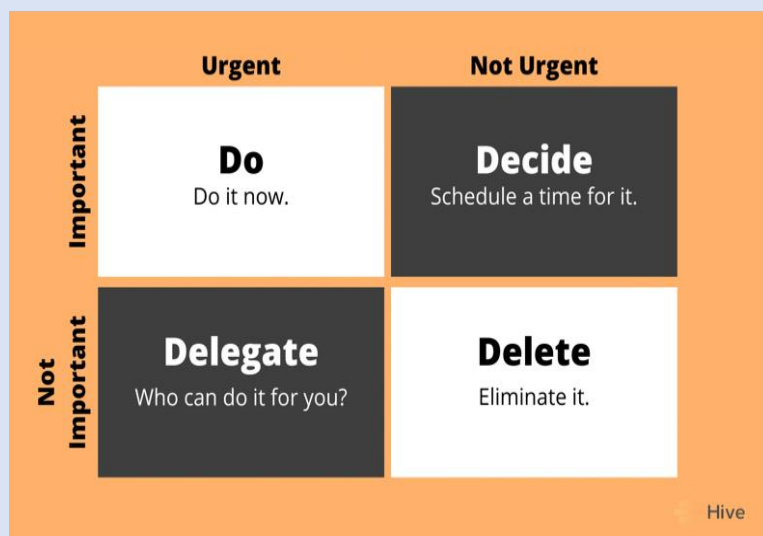 Urgent
Not Urgent
Important
Do
Do it now.
Decide
Schedule a time for it.
Not
Important
Delegate
Who can do it for you?
Delete
Eliminate it.
Hive